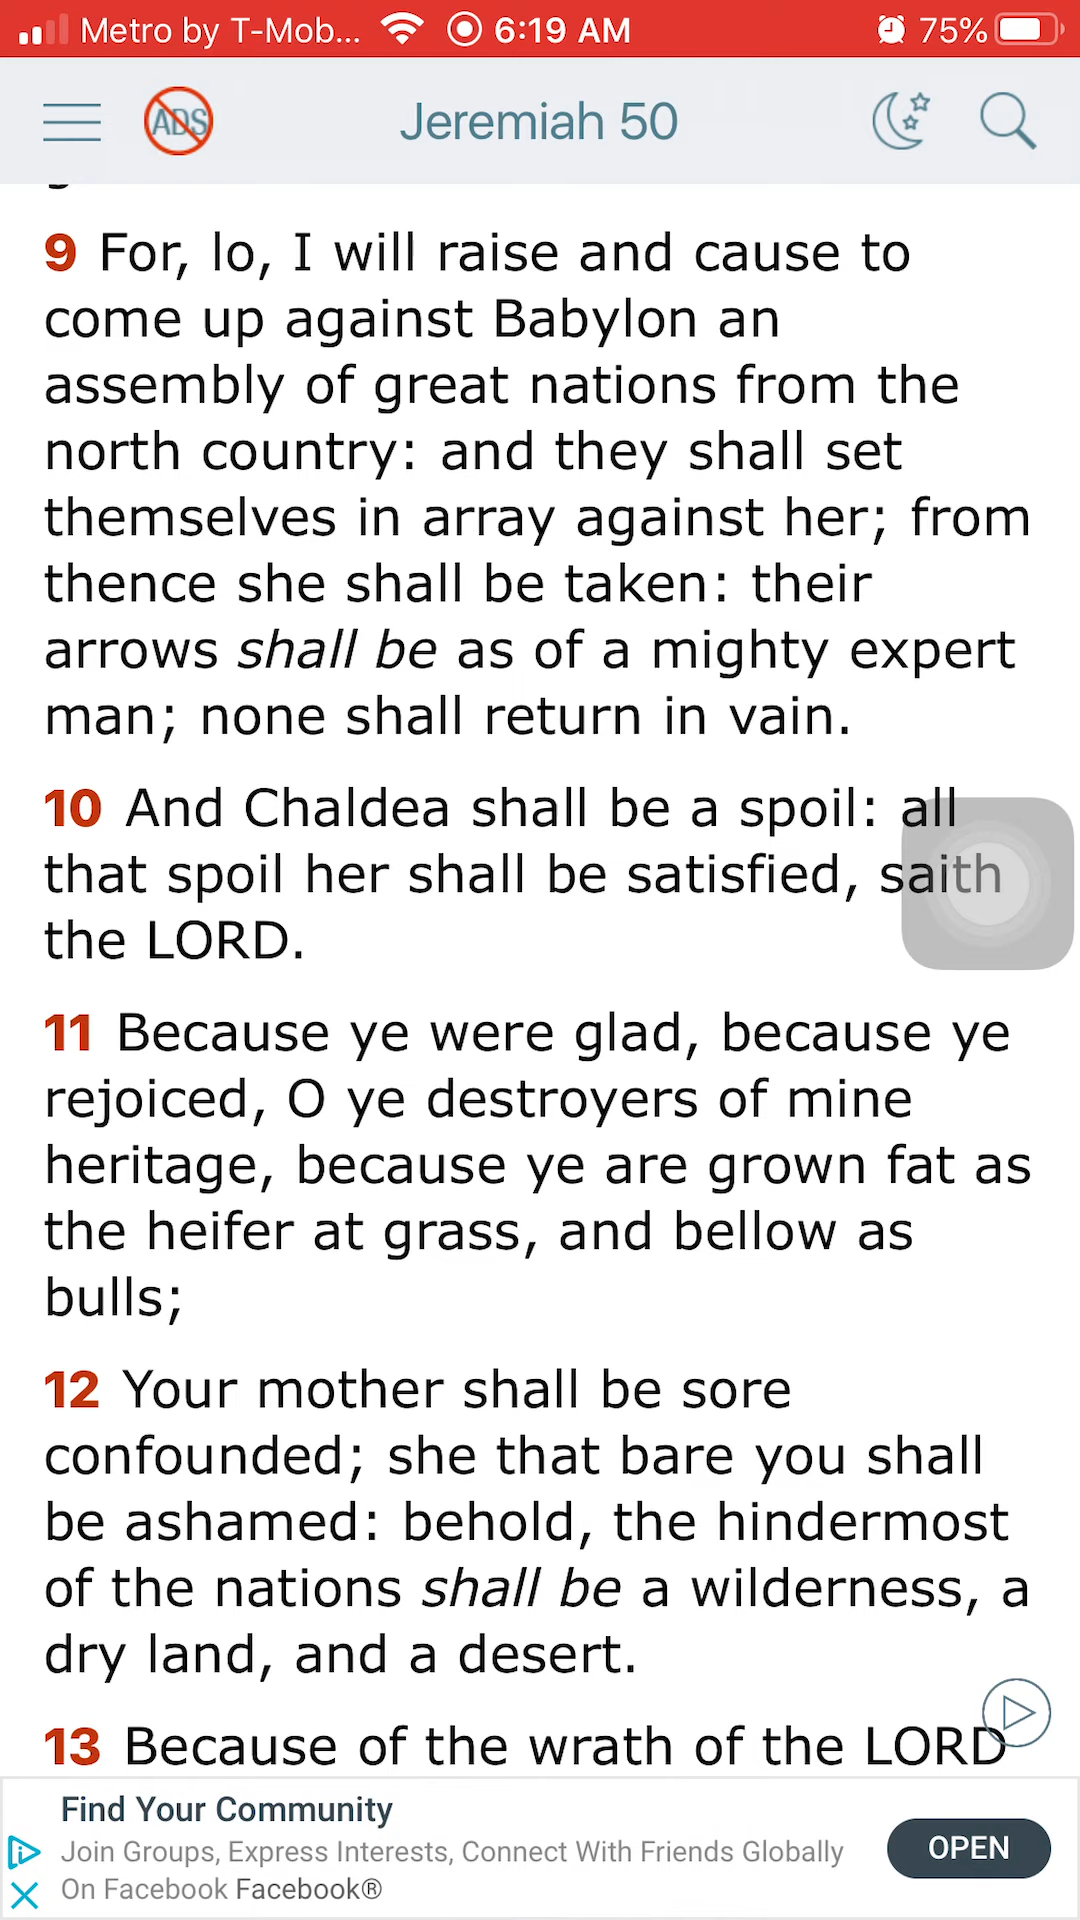 Metro by T-Mob... 6:19 AM 75%
ADS Jeremiah 50
9 For, lo, I will raise and cause to
come up against Babylon an
assembly of great nations from the
north country: and they shall set
themselves in array against her; from
thence she shall be taken: their
arrows shall be as of a mighty expert
man; none shall return in vain.
10 And Chaldea shall be a spoil: all
that spoil her shall be satisfied, saith
the LORD.
11 Because ye were glad, because ye
rejoiced, O ye destroyers of mine
heritage, because ye are grown fat as
the heifer at grass, and bellow as
bulls;
12 Your mother shall be sore
confounded; she that bare you shall
be ashamed: behold, the hindermost
of the nations shall be a wilderness, a
dry land, and a desert.
13 Because of the wrath of the LORD
Find Your Community
Join Groups, Express Interests, Connect With Friends Globally
On Facebook Facebook®
OPEN